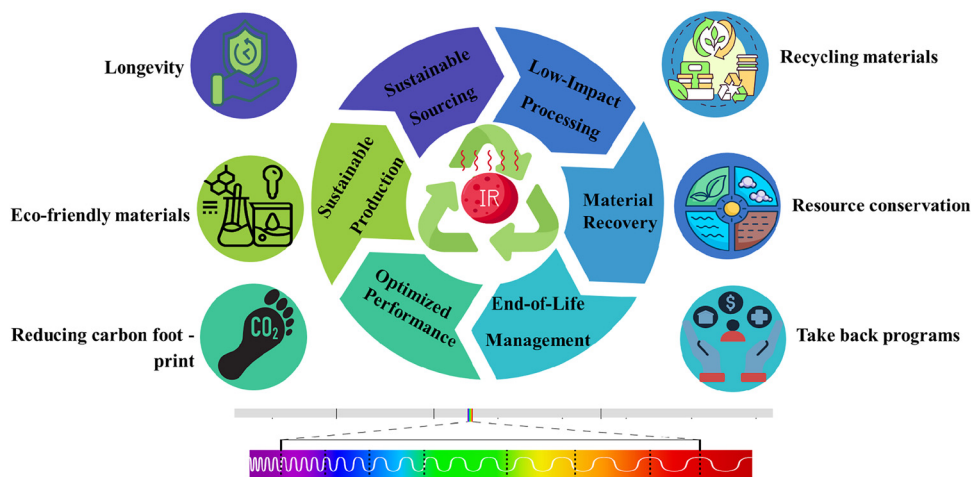 Longevity
Eco-friendly materials
Reducing carbon foot -
print
CO2
Sustainable
Sourcing
Low-Impact
Processing
Material
Recovery
End-of-Life
Management
Optimized
Performance
Sustainable
Production
IR
Recycling materials
Resource conservation
$
Take back programs